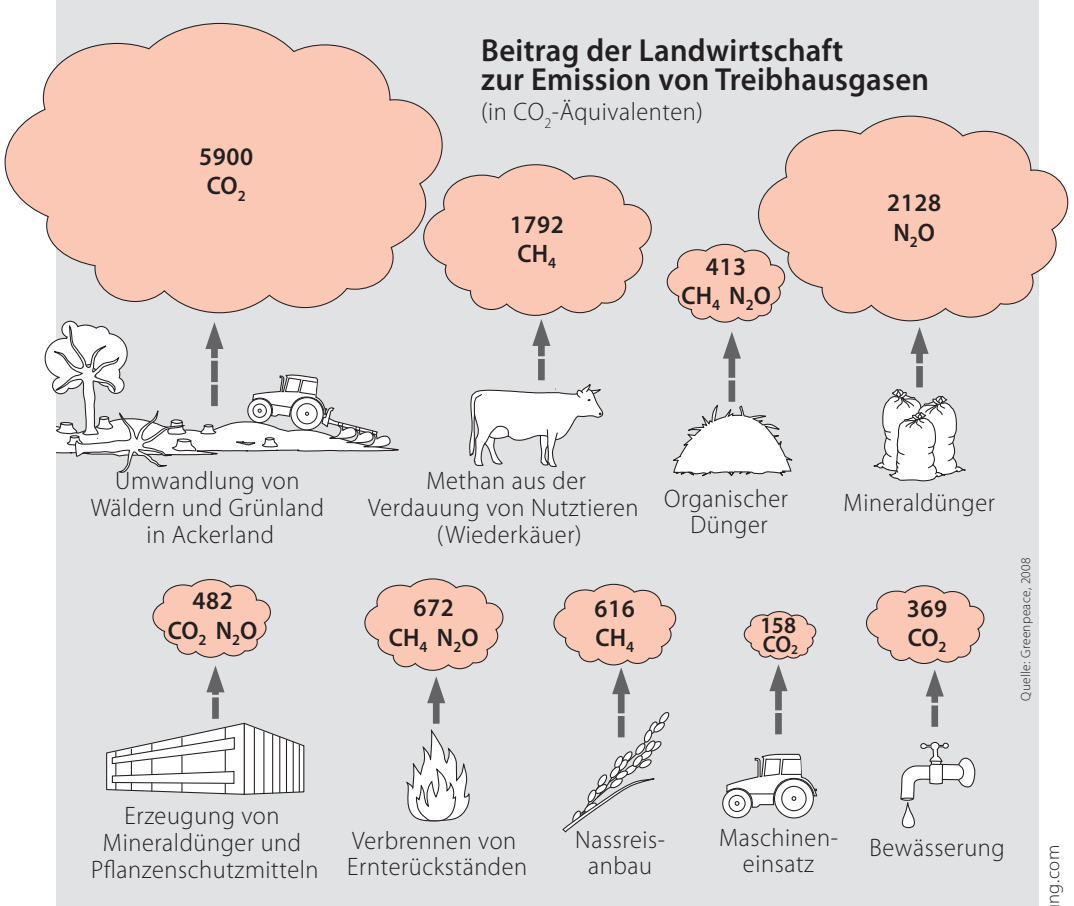 Beitrag der Landwirtschaft
zur Emission von Treibhausgasen
(in CO₂-Äquivalenten)
5900
CO₂
1792
CH₄
413
CH₄ N₂O
2128
N₂O
Umwandlung von
Wäldern und Grünland
in Ackerland
Methan aus der
Verdauung von Nutztieren
(Wiederkäuer)
Organischer
Dünger
Mineraldünger
482
CO₂ N₂O
672
CH₄ N₂O
616
CH₄
158
CO₂
369
CO₂
Erzeugung von
Mineraldünger und
Pflanzenschutzmitteln
Verbrennen von
Ernterückständen
Nassreis-
anbau
Maschinen-
einsatz
Bewässerung
Quelle: Greenpeace, 2008
ng.com